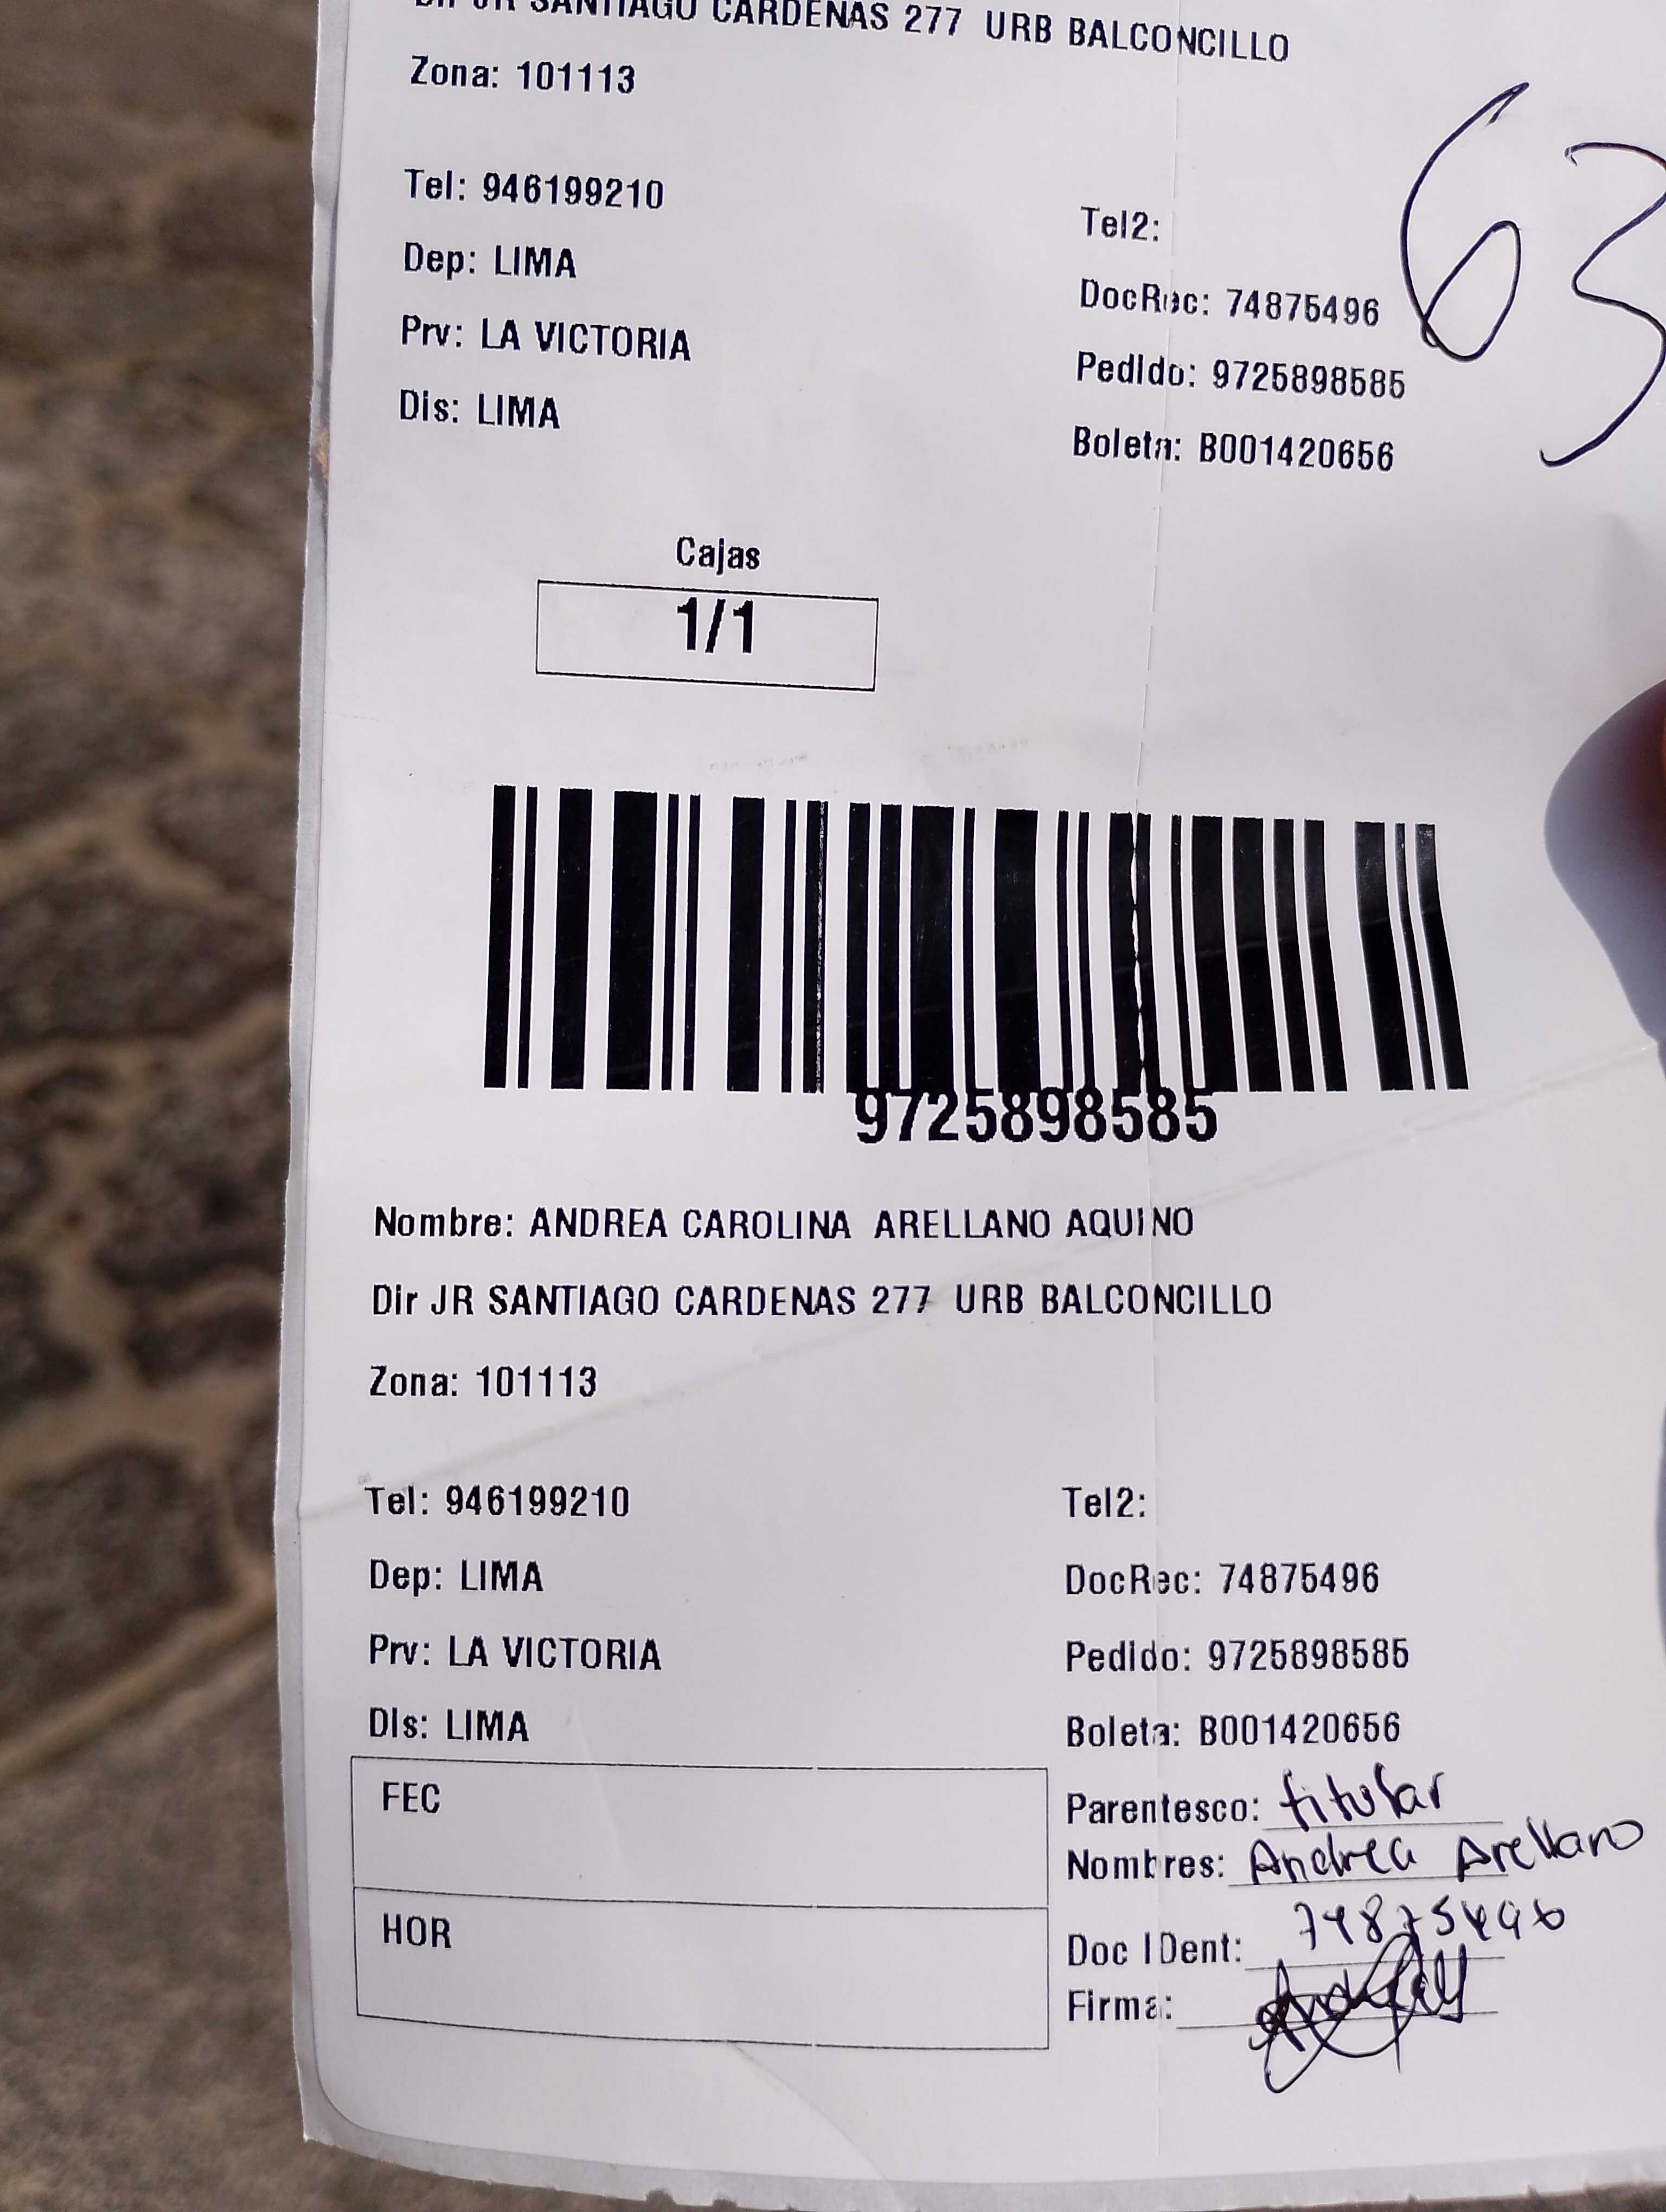 Dir JR SANTIAGO CARDENAS 277 URB BALCONCILLO
Zona: 101113
63
Tel: 946199210
Tel2:
Dep: LIMA
DocRec: 74875496
Prv: LA VICTORIA
Pedido: 9725898585
Dis: LIMA
Boleta: B001420656
Cajas
1/1
9725898585
Nombre: ANDREA CAROLINA ARELLANO AQUINO
Dir JR SANTIAGO CARDENAS 277 URB BALCONCILLO
Zona: 101113
Tel: 946199210
Tel2:
Dep: LIMA
DocRec: 74875496
Prv: LA VICTORIA
Pedido: 9725898585
Dis: LIMA
Boleta: B001420656
FEC
Parentesco: titular
Nombres: Andrea Arellano
HOR
Doc IDent: 74875496
Firma: